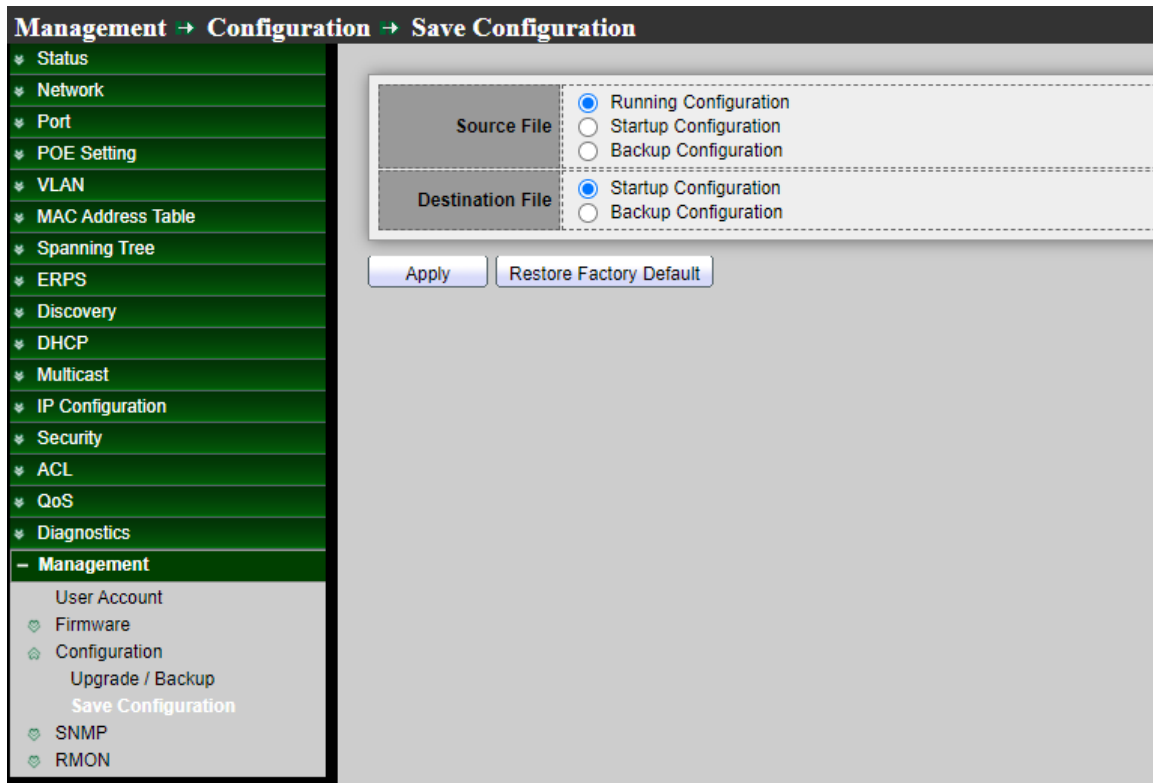 Management → Configuration → Save Configuration
Status
Network
Port
POE Setting
VLAN
MAC Address Table
Spanning Tree
ERPS
Discovery
DHCP
Multicast
IP Configuration
Security
ACL
QoS
Diagnostics
Management
User Account
Firmware
Configuration
Upgrade / Backup
Save Configuration
SNMP
RMON
Source File
Running Configuration
Startup Configuration
Backup Configuration
Destination File
Startup Configuration
Backup Configuration
Apply
Restore Factory Default